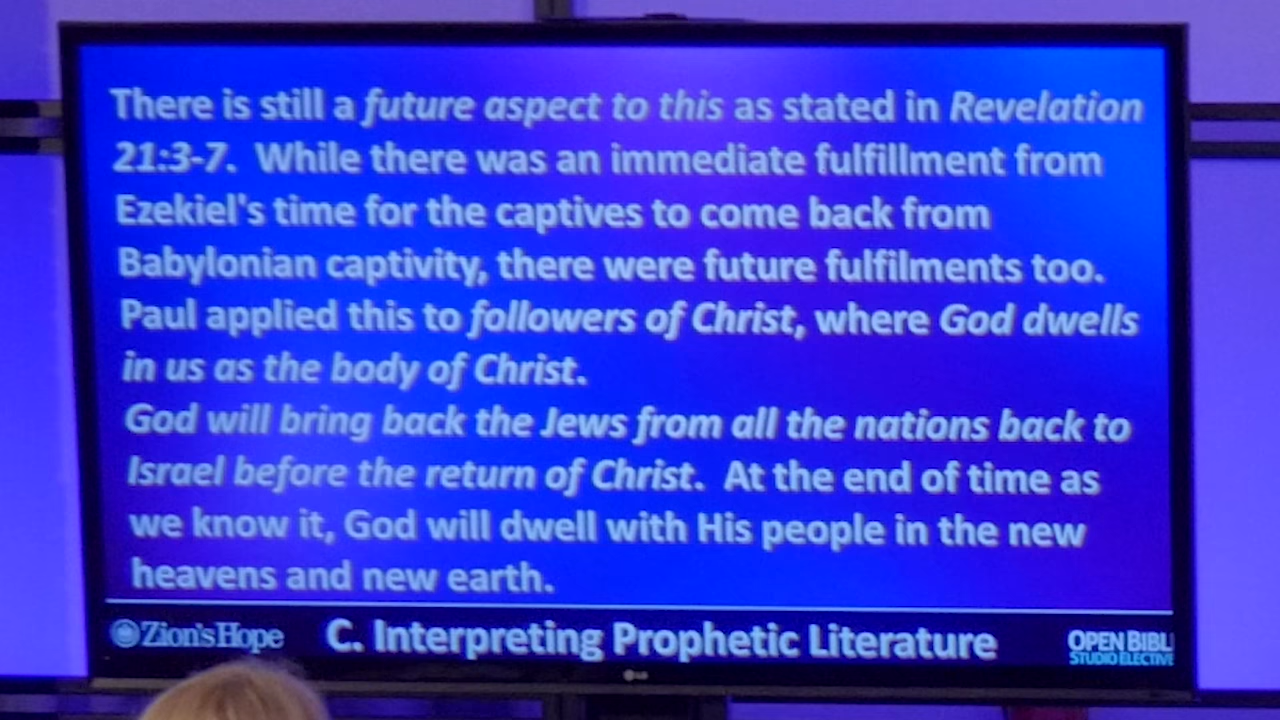 There is still a future aspect to this as stated in Revelation
21:3-7. While there was an immediate fulfillment from
Ezekiel's time for the captives to come back from
Babylonian captivity, there were future fulfilments too.
Paul applied this to followers of Christ, where God dwells
in us as the body of Christ.
God will bring back the Jews from all the nations back to
Israel before the return of Christ. At the end of time as
we know it, God will dwell with His people in the new
heavens and new earth.
Zion's Hope
C. Interpreting Prophetic Literature
OPEN BIBL
STUDIO ELECTIVE
LG